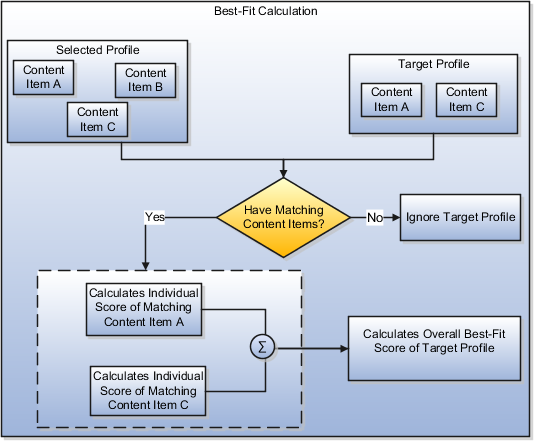 Best-Fit Calculation
Selected Profile
Content
Item A
Content
Item B
Content
Item C
Target Profile
Content
Item A
Content
Item C
Have Matching
Content Items?
Yes
No
Ignore Target Profile
Calculates Individual
Score of Matching
Content Item A
Σ
Calculates Individual
Score of Matching
Content Item C
Calculates Overall Best-Fit
Score of Target Profile